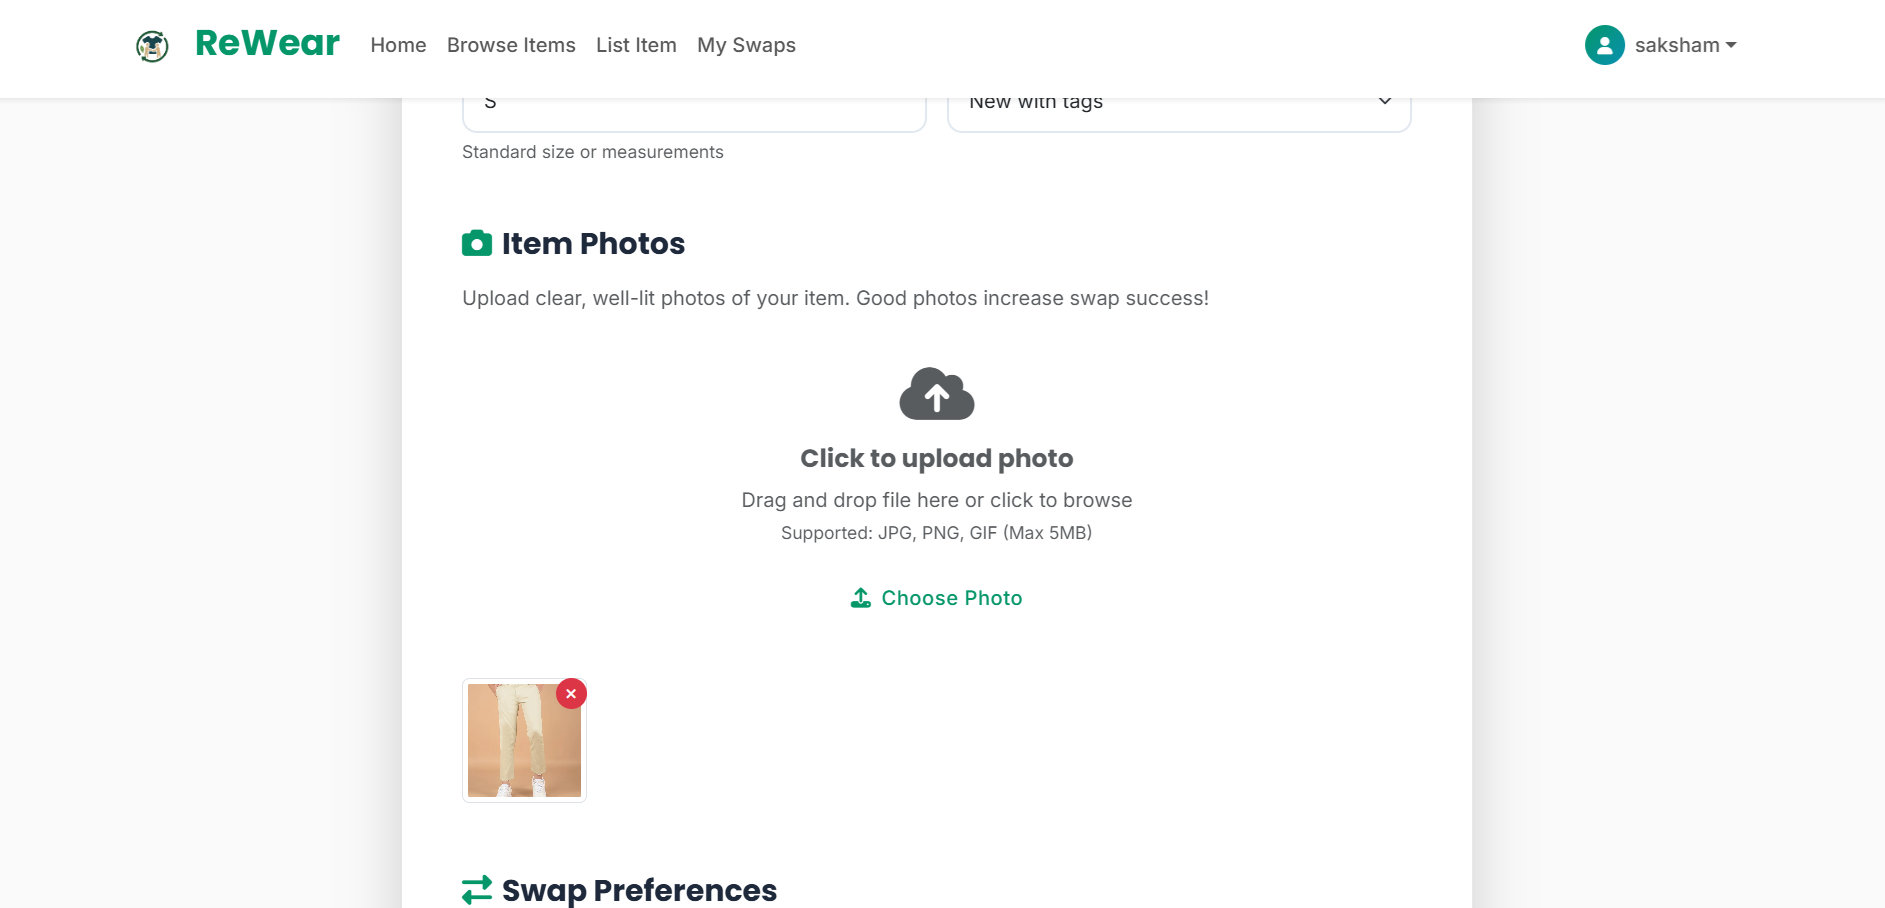 ReWear
Home Browse Items List Item My Swaps
saksham
S
New with tags
Standard size or measurements
Item Photos
Upload clear, well-lit photos of your item. Good photos increase swap success!
Click to upload photo
Drag and drop file here or click to browse
Supported: JPG, PNG, GIF (Max 5MB)
Choose Photo
Swap Preferences